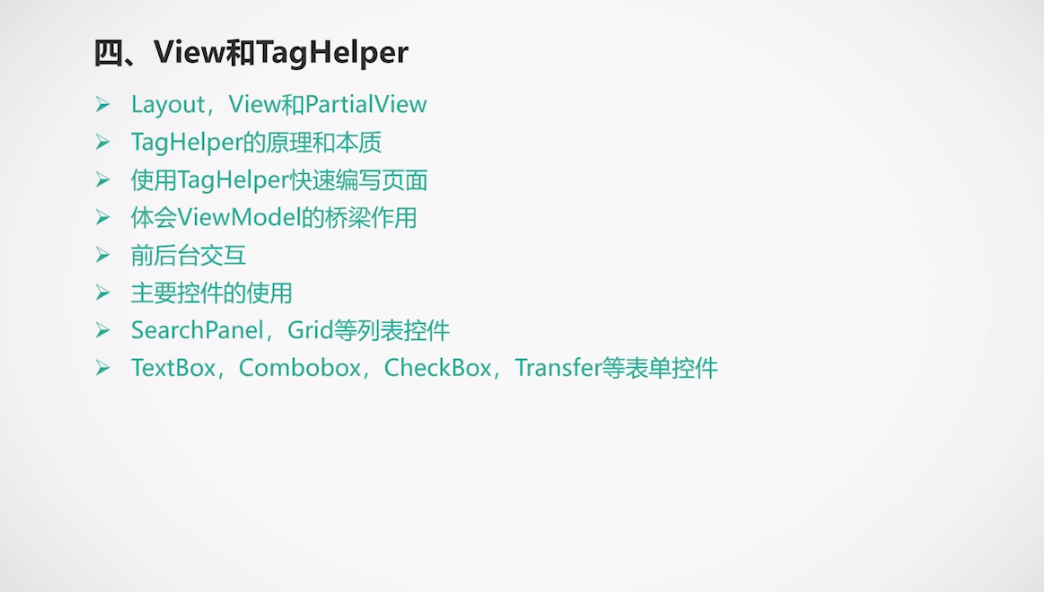 四、View和TagHelper
Layout，View和PartialView
TagHelper的原理和本质
使用TagHelper快速编写页面
体会ViewModel的桥梁作用
前后台交互
主要控件的使用
SearchPanel，Grid等列表控件
TextBox，Combobox，CheckBox，Transfer等表单控件